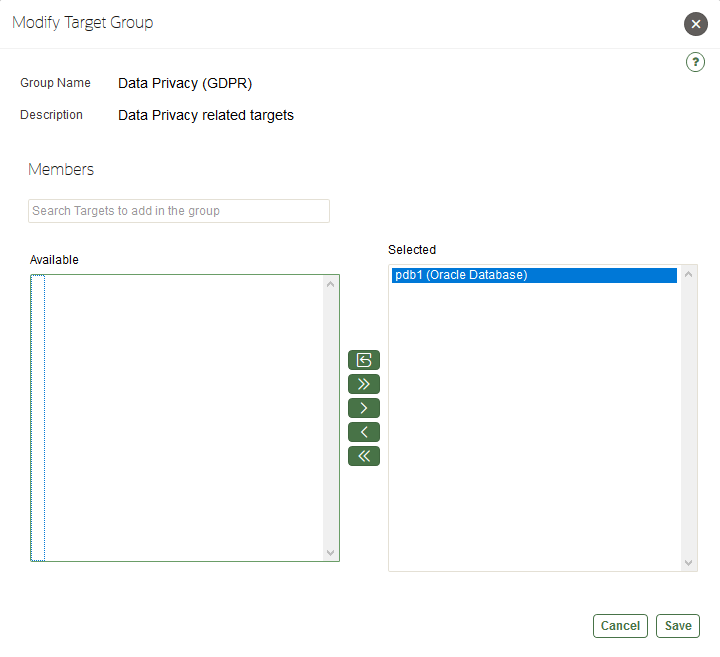 Modify Target Group
?
Group Name Data Privacy (GDPR)
Description Data Privacy related targets
Members
Search Targets to add in the group
Available
Selected
pdb1 (Oracle Database)
Cancel Save